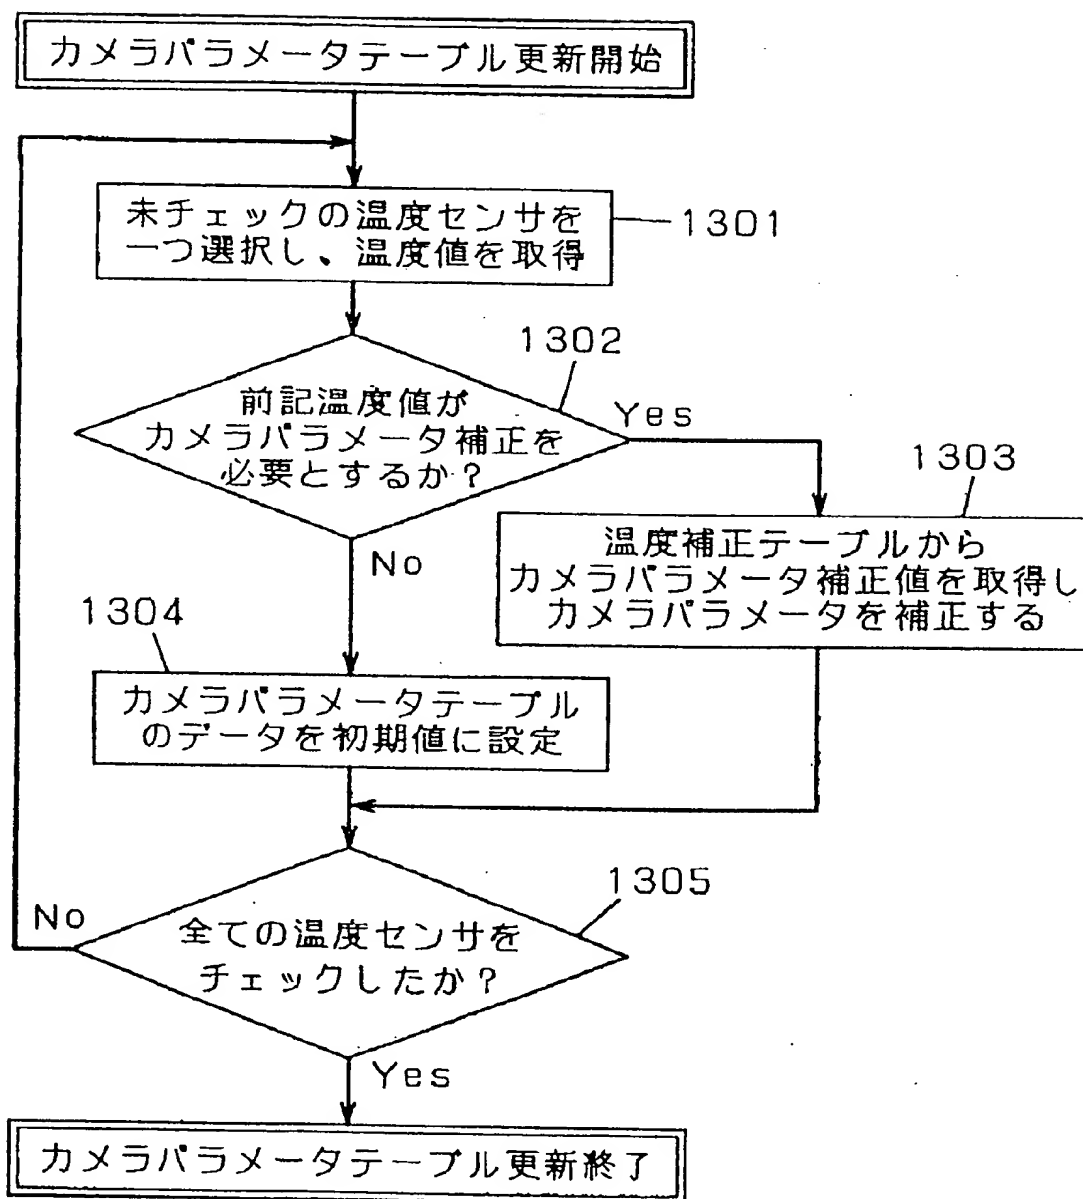 カメラパラメータテーブル更新開始
未チェックの温度センサを
一つ選択し、温度値を取得
1301
1302
前記温度値が
カメラパラメータ補正を
必要とするか?
Yes
No
1303
温度補正テーブルから
カメラパラメータ補正値を取得し
カメラパラメータを補正する
1304
カメラパラメータテーブル
のデータを初期値に設定
1305
全ての温度センサを
チェックしたか?
No
Yes
カメラパラメータテーブル更新終了